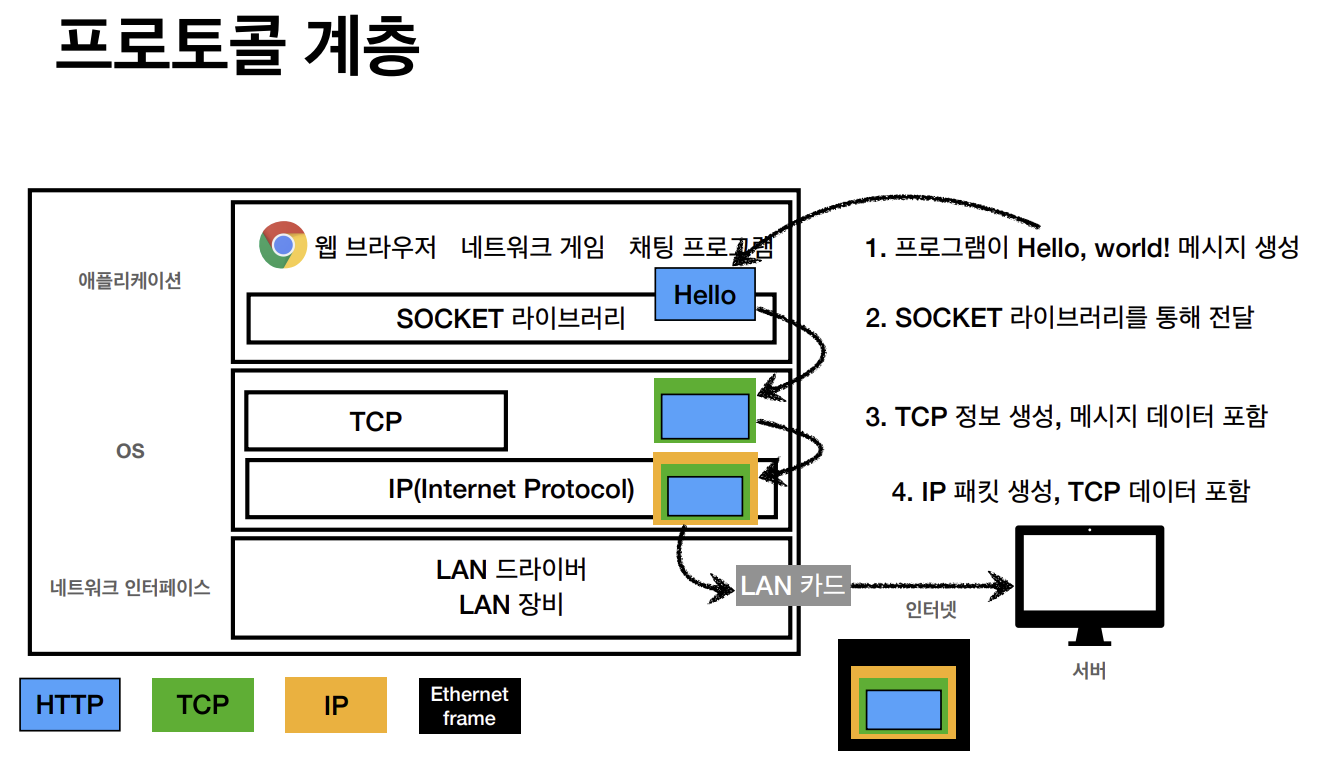 프로토콜 계층
애플리케이션
웹 브라우저 네트워크 게임 채팅 프로그램
Hello
SOCKET 라이브러리
1. 프로그램이 Hello, world! 메시지 생성
2. SOCKET 라이브러리를 통해 전달
OS
TCP
IP(Internet Protocol)
3. TCP 정보 생성, 메시지 데이터 포함
4. IP 패킷 생성, TCP 데이터 포함
네트워크 인터페이스
LAN 드라이버
LAN 장비
LAN 카드
인터넷
서버
HTTP
TCP
IP
Ethernet
frame